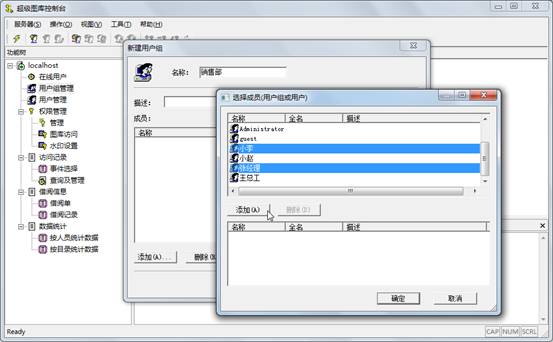 超级图库控制台
服务器(S) 操作(O) 视图(V) 工具(T) 帮助(H)
功能树
localhost
在线用户
用户组管理
用户管理
权限管理
管理
图库访问
水印设置
访问记录
事件选择
查询及管理
借阅信息
借阅单
借阅记录
数据统计
按人员统计数据
按目录统计数据
新建用户组
名称: 销售部
描述:
成员:
名称
添加(A)...
选择成员(用户组或用户)
名称 全名 描述
Administrator
guest
小李
小赵
张经理
王总工
添加(A) 删除(D)
名称 全名 描述
确定 取消
Ready
CAP NUM SCRL